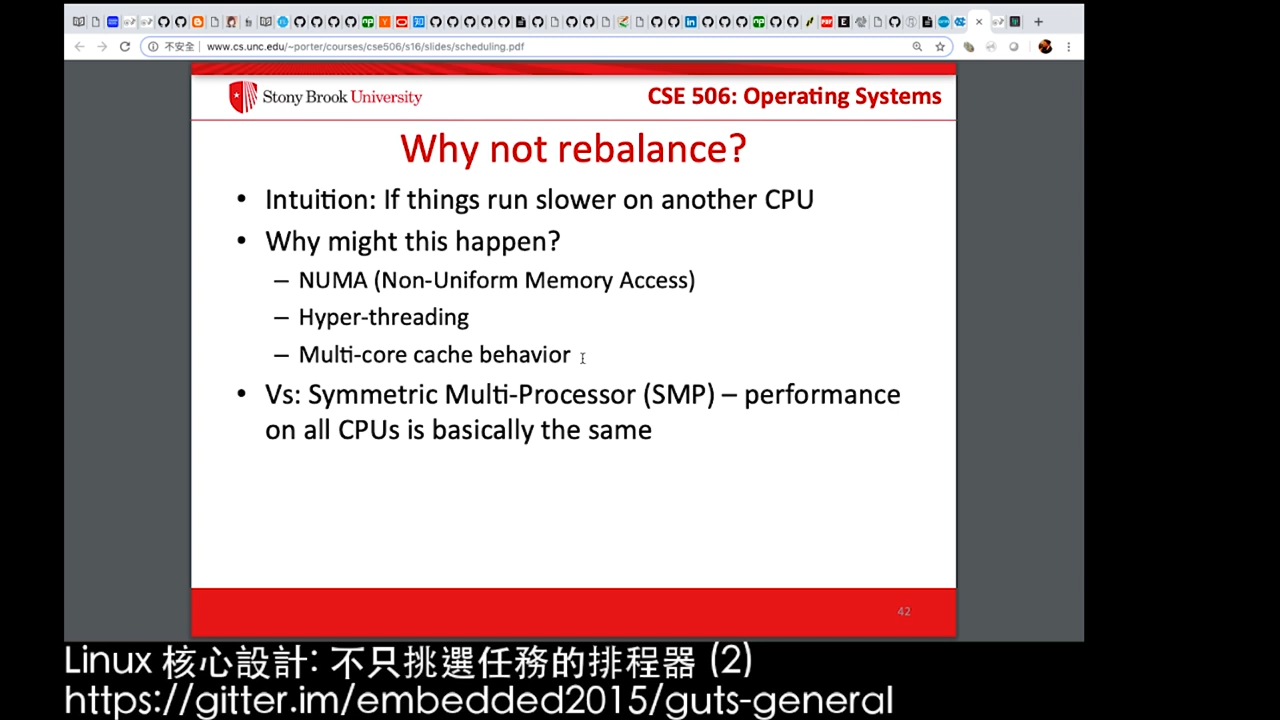 不安全 www.cs.unc.edu/~porter/courses/cse506/s16/slides/scheduling.pdf
Stony Brook University
CSE 506: Operating Systems
Why not rebalance?
• Intuition: If things run slower on another CPU
• Why might this happen?
– NUMA (Non-Uniform Memory Access)
– Hyper-threading
– Multi-core cache behavior
• Vs: Symmetric Multi-Processor (SMP) – performance
on all CPUs is basically the same
42
Linux 核心設計: 不只挑選任務的排程器 (2)
https://gitter.im/embedded2015/guts-general